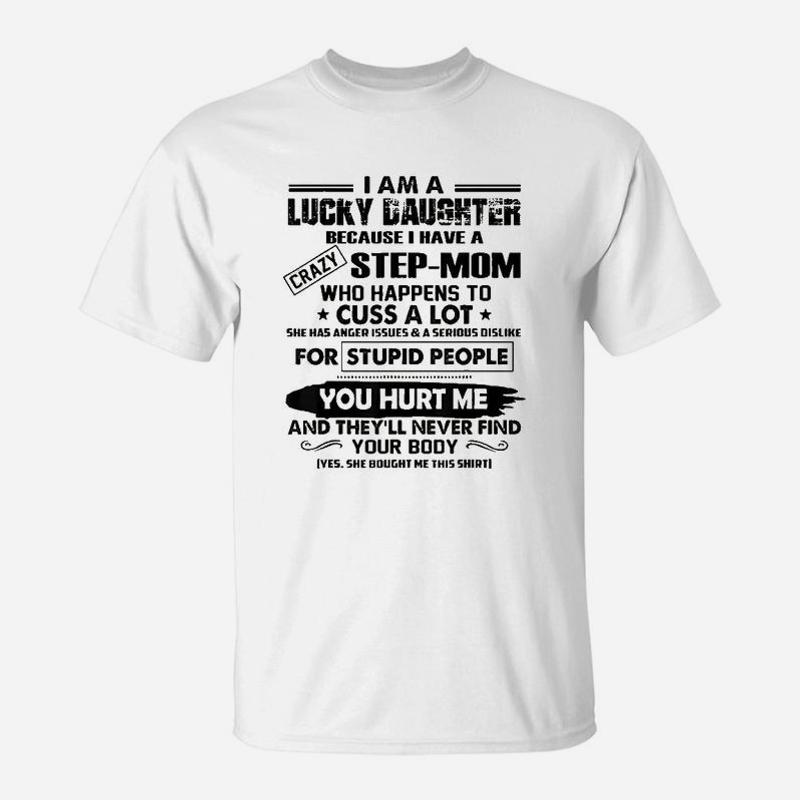 I AM A
LUCKY DAUGHTER
BECAUSE I HAVE A
CRAZY STEP-MOM
WHO HAPPENS TO
★ CUSS A LOT ★
SHE HAS ANGER ISSUES & A SERIOUS DISLIKE
FOR STUPID PEOPLE
YOU HURT ME
AND THEY'LL NEVER FIND
YOUR BODY
(YES. SHE BOUGHT ME THIS SHIRT)